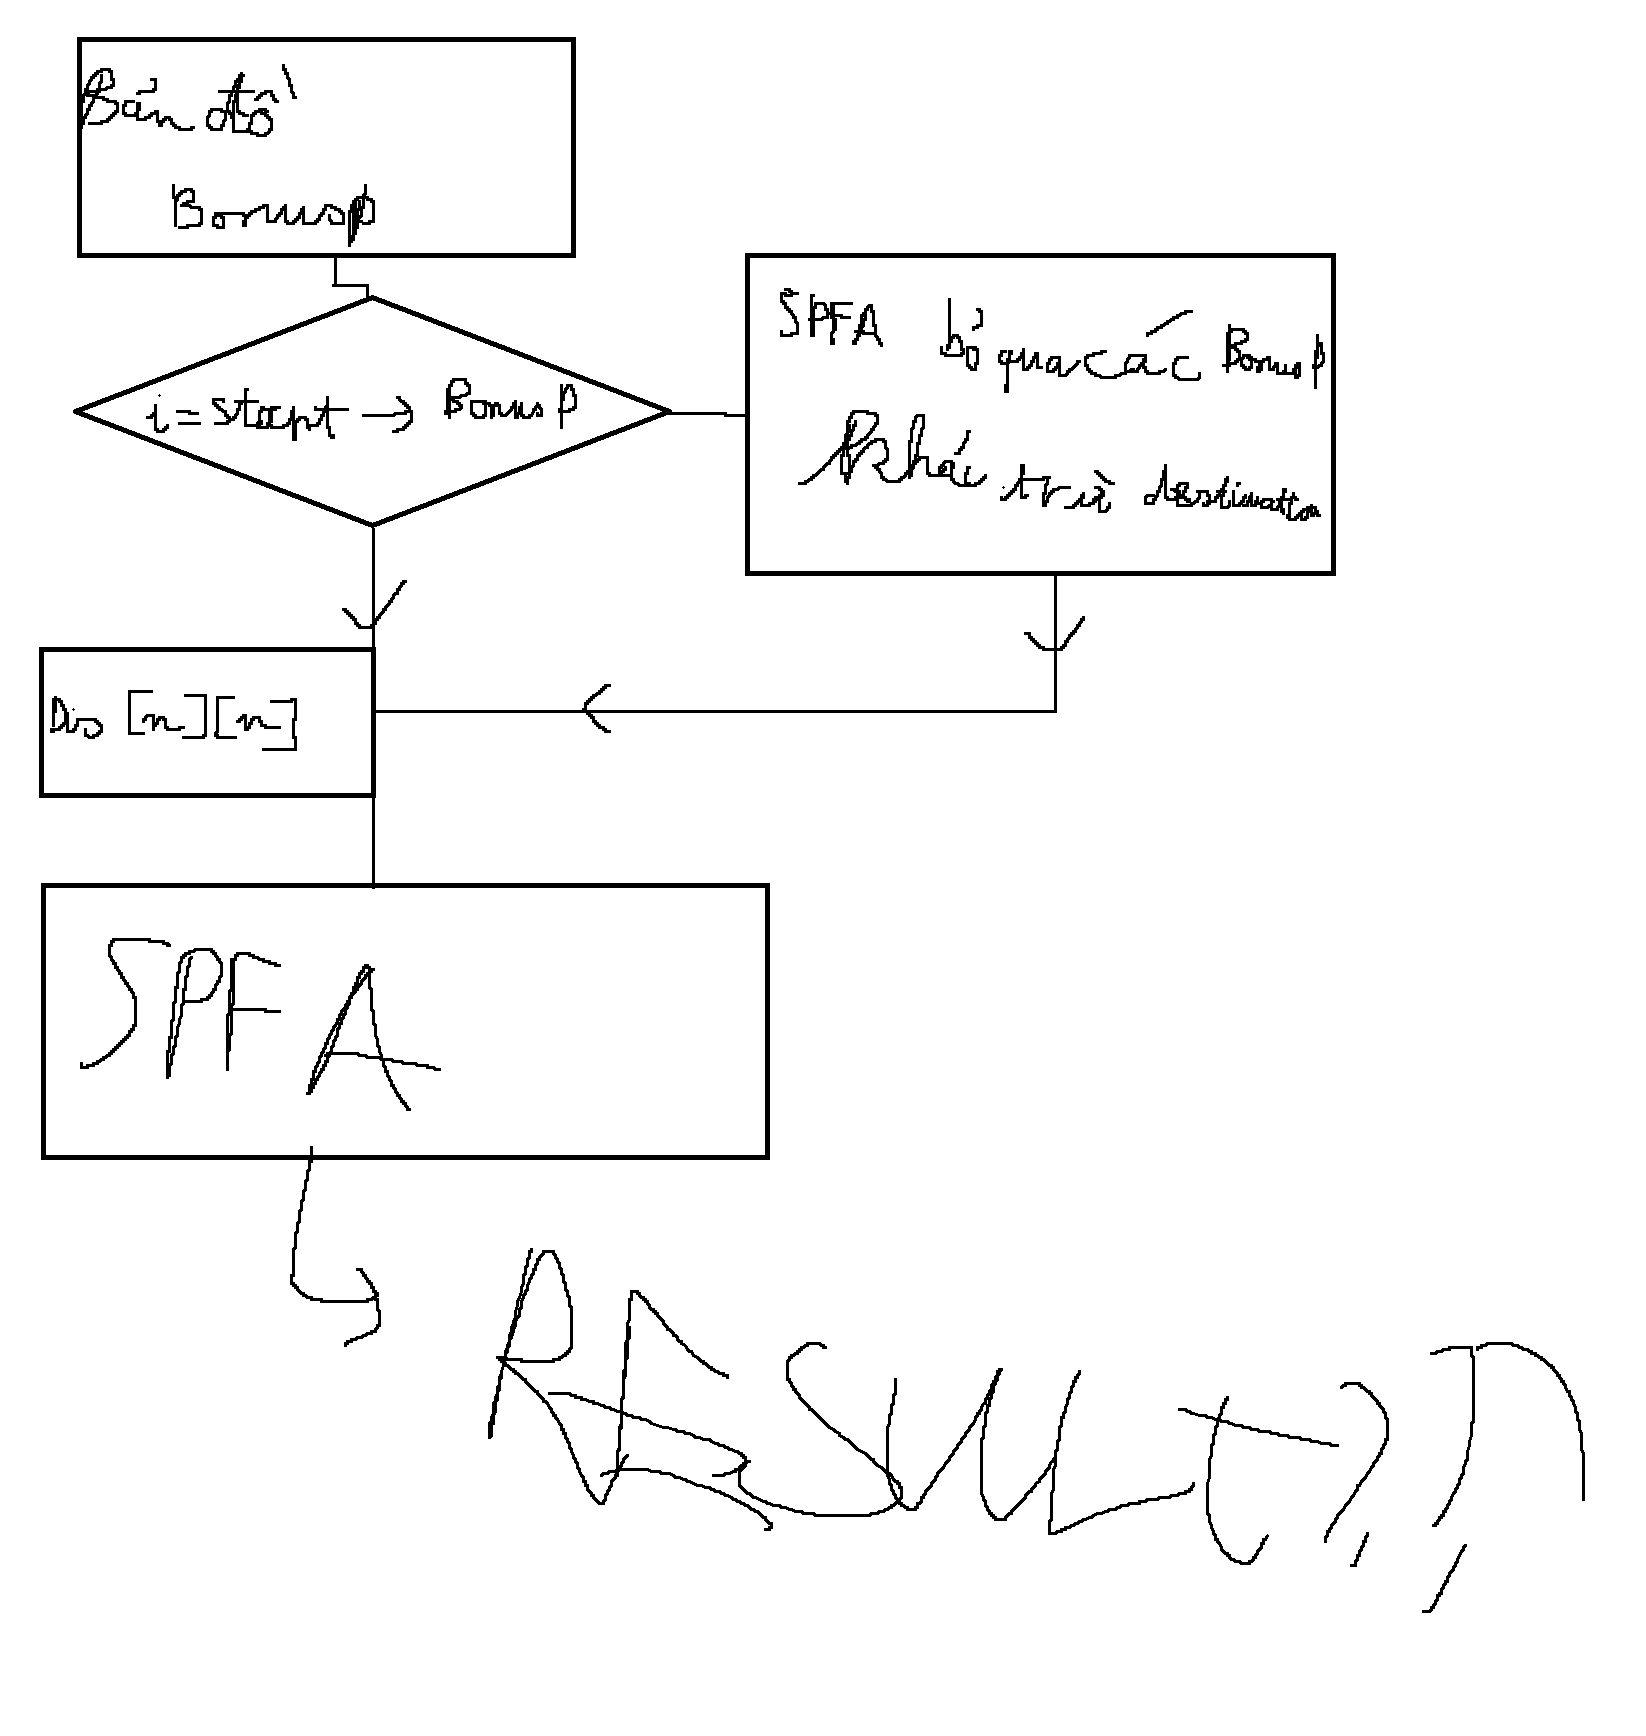 Bản đồ
Bonusp
i = start → Bonus p
SPFA bỏ qua các Bonus p
khác trừ destination
Dis [n][n]
SPFA
RESULT??